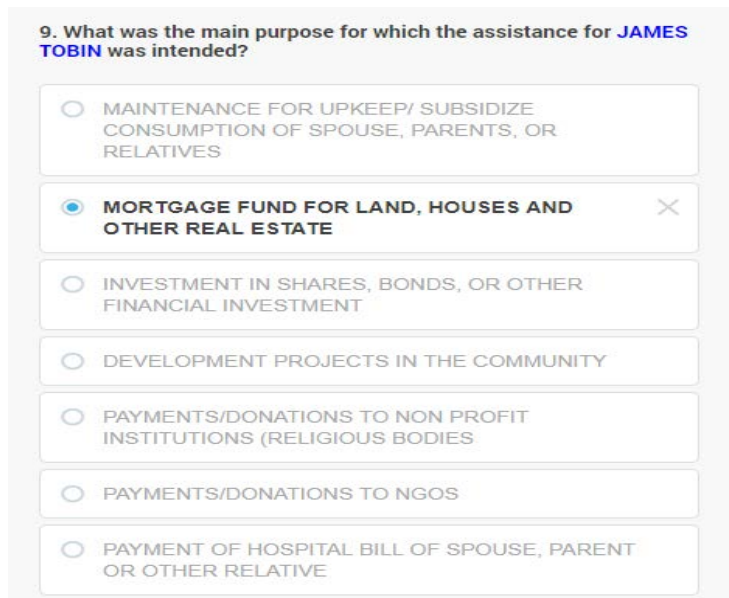 9. What was the main purpose for which the assistance for JAMES
TOBIN was intended?
MAINTENANCE FOR UPKEEP/ SUBSIDIZE
CONSUMPTION OF SPOUSE, PARENTS, OR
RELATIVES
MORTGAGE FUND FOR LAND, HOUSES AND
OTHER REAL ESTATE
INVESTMENT IN SHARES, BONDS, OR OTHER
FINANCIAL INVESTMENT
DEVELOPMENT PROJECTS IN THE COMMUNITY
PAYMENTS/DONATIONS TO NON PROFIT
INSTITUTIONS (RELIGIOUS BODIES
PAYMENTS/DONATIONS TO NGOS
PAYMENT OF HOSPITAL BILL OF SPOUSE, PARENT
OR OTHER RELATIVE